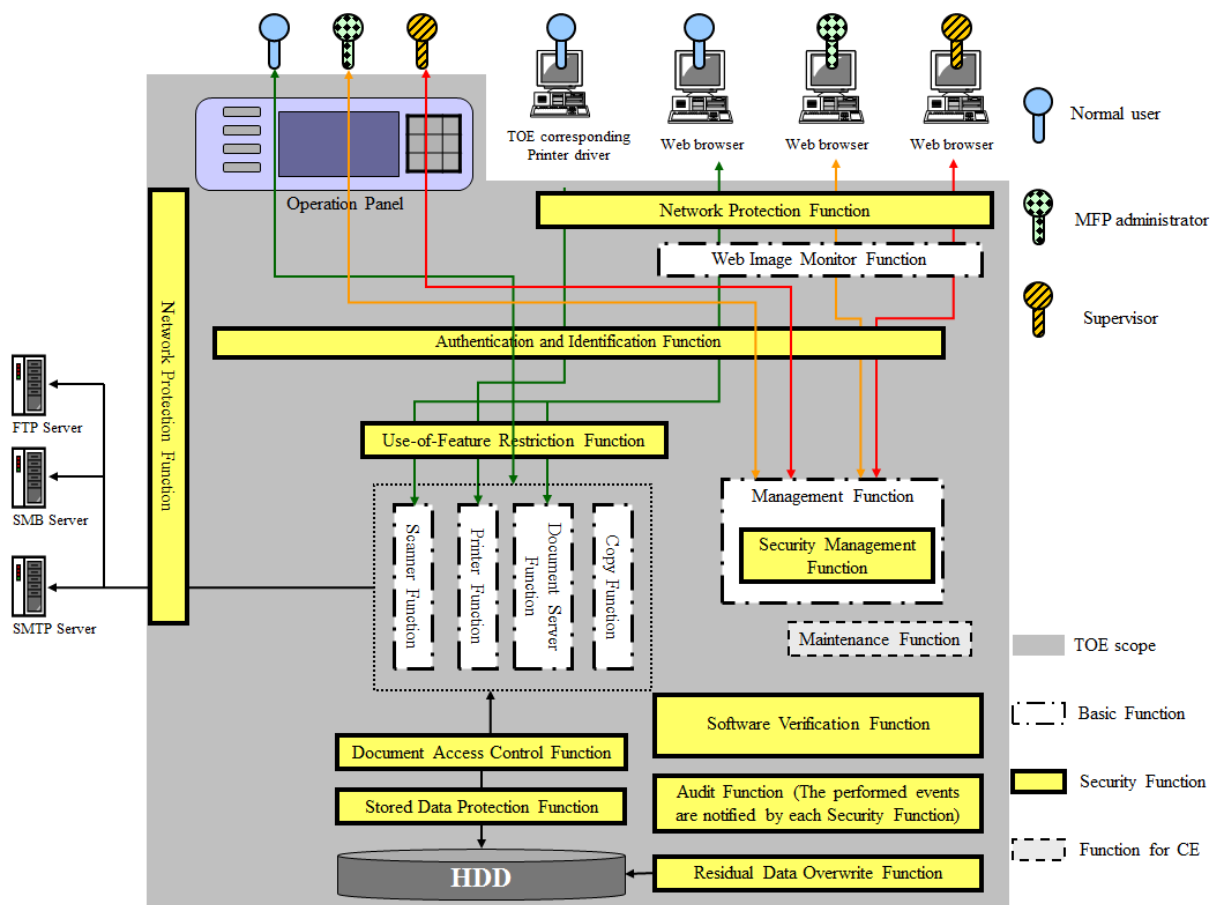 TOE corresponding
Printer driver
Web browser
Web browser
Web browser
Normal user
MFP administrator
Supervisor
Operation Panel
Network Protection Function
Web Image Monitor Function
Authentication and Identification Function
Network Protection Function
FTP Server
SMB Server
SMTP Server
Use-of-Feature Restriction Function
Scanner Function
Printer Function
Document Server
Function
Copy Function
Management Function
Security Management
Function
Maintenance Function
Document Access Control Function
Stored Data Protection Function
HDD
Software Verification Function
Audit Function (The performed events
are notified by each Security Function)
Residual Data Overwrite Function
TOE scope
Basic Function
Security Function
Function for CE